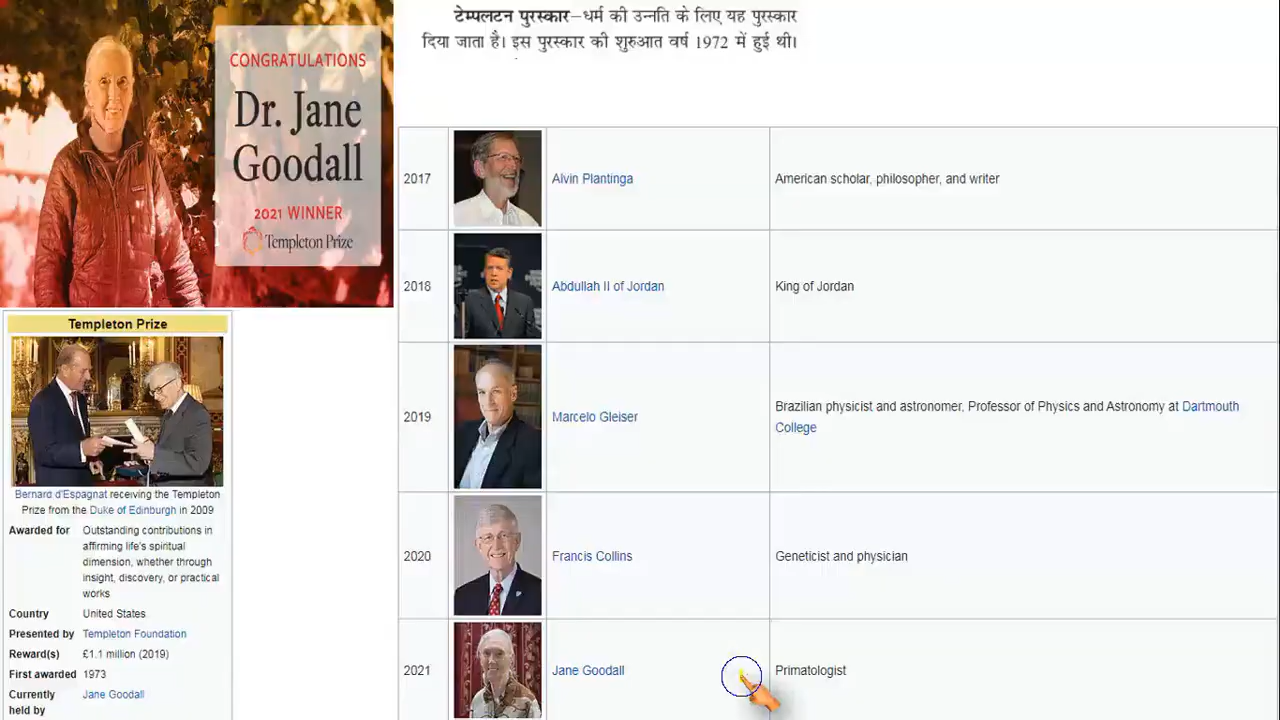 CONGRATULATIONS
Dr. Jane
Goodall
2021 WINNER
Templeton Prize
Templeton Prize
Bernard d'Espagnat receiving the Templeton
Prize from the Duke of Edinburgh in 2009
Awarded for Outstanding contributions in
affirming life's spiritual
dimension, whether through
insight, discovery, or practical
works
Country United States
Presented by Templeton Foundation
Reward(s) £1.1 million (2019)
First awarded 1973
Currently Jane Goodall
held by
टेम्पलटन पुरस्कार–धर्म की उन्नति के लिए यह पुरस्कार
दिया जाता है। इस पुरस्कार की शुरुआत वर्ष 1972 में हुई थी।
2017 Alvin Plantinga American scholar, philosopher, and writer
2018 Abdullah II of Jordan King of Jordan
2019 Marcelo Gleiser Brazilian physicist and astronomer, Professor of Physics and Astronomy at Dartmouth
College
2020 Francis Collins Geneticist and physician
2021 Jane Goodall Primatologist